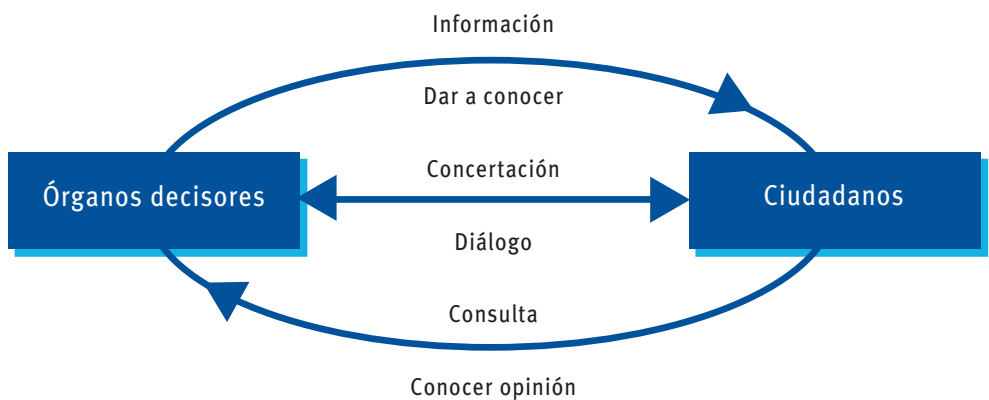 Información
Dar a conocer
Concertación
Órganos decisores
Ciudadanos
Diálogo
Consulta
Conocer opinión